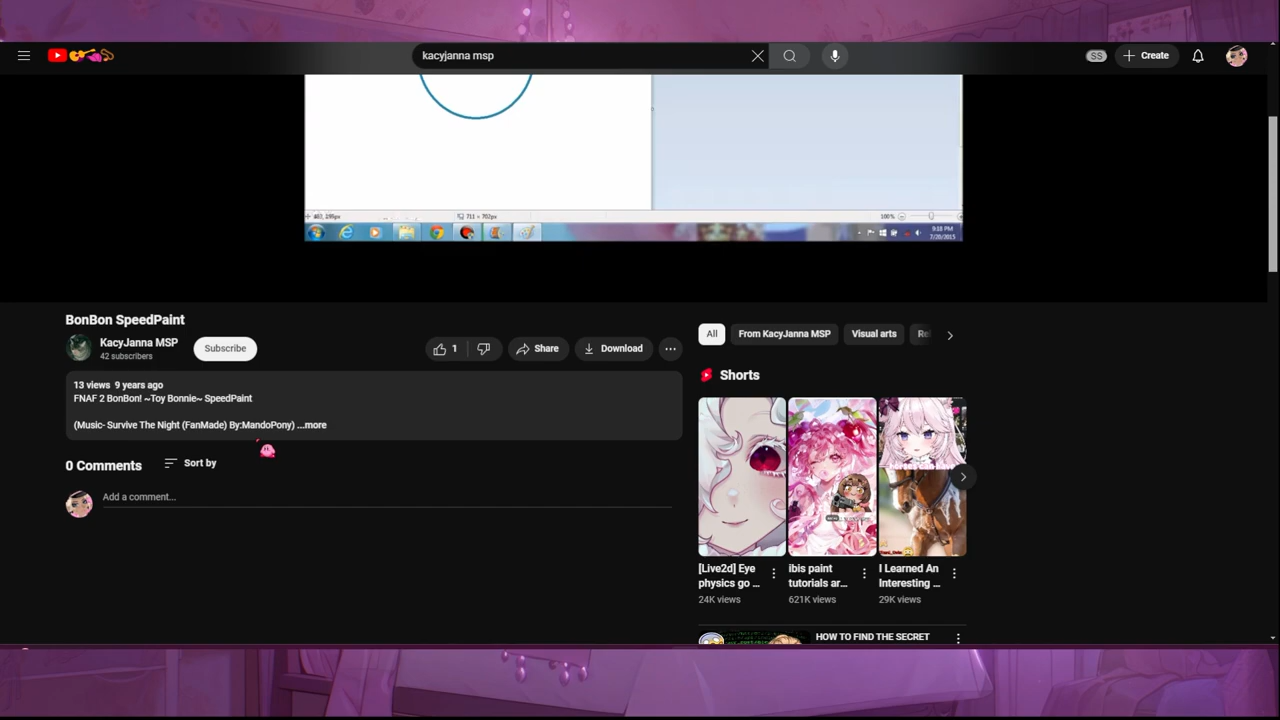 kacyjanna msp
SS
Create
711 × 702px
100%
9:18 PM
7/20/2015
BonBon SpeedPaint
KacyJanna MSP
42 subscribers
Subscribe
1
Share
Download
13 views 9 years ago
FNAF 2 BonBon! ~Toy Bonnie~ SpeedPaint
(Music- Survive The Night (FanMade) By:MandoPony) ...more
0 Comments
Sort by
Add a comment...
All
From KacyJanna MSP
Visual arts
Re
Shorts
[Live2d] Eye
physics go ...
24K views
ibis paint
tutorials ar...
621K views
I Learned An
Interesting ...
29K views
HOW TO FIND THE SECRET